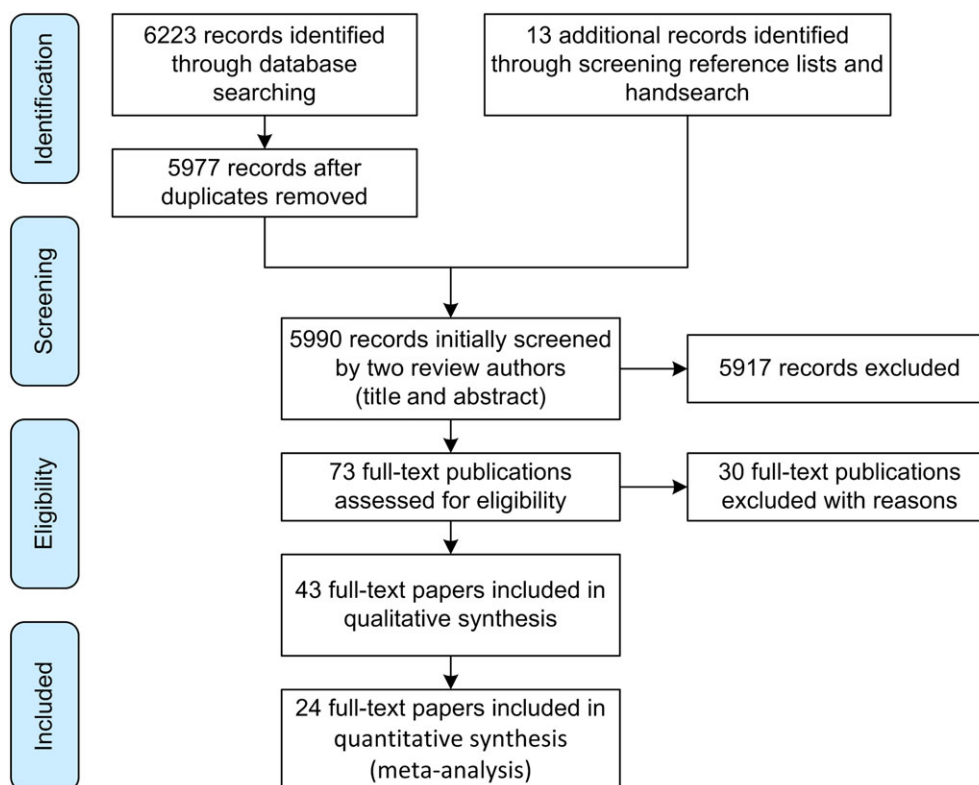 Identification
6223 records identified
through database
searching
13 additional records identified
through screening reference lists and
handsearch
5977 records after
duplicates removed
Screening
5990 records initially screened
by two review authors
(title and abstract)
5917 records excluded
Eligibility
73 full-text publications
assessed for eligibility
30 full-text publications
excluded with reasons
43 full-text papers included in
qualitative synthesis
Included
24 full-text papers included in
quantitative synthesis
(meta-analysis)